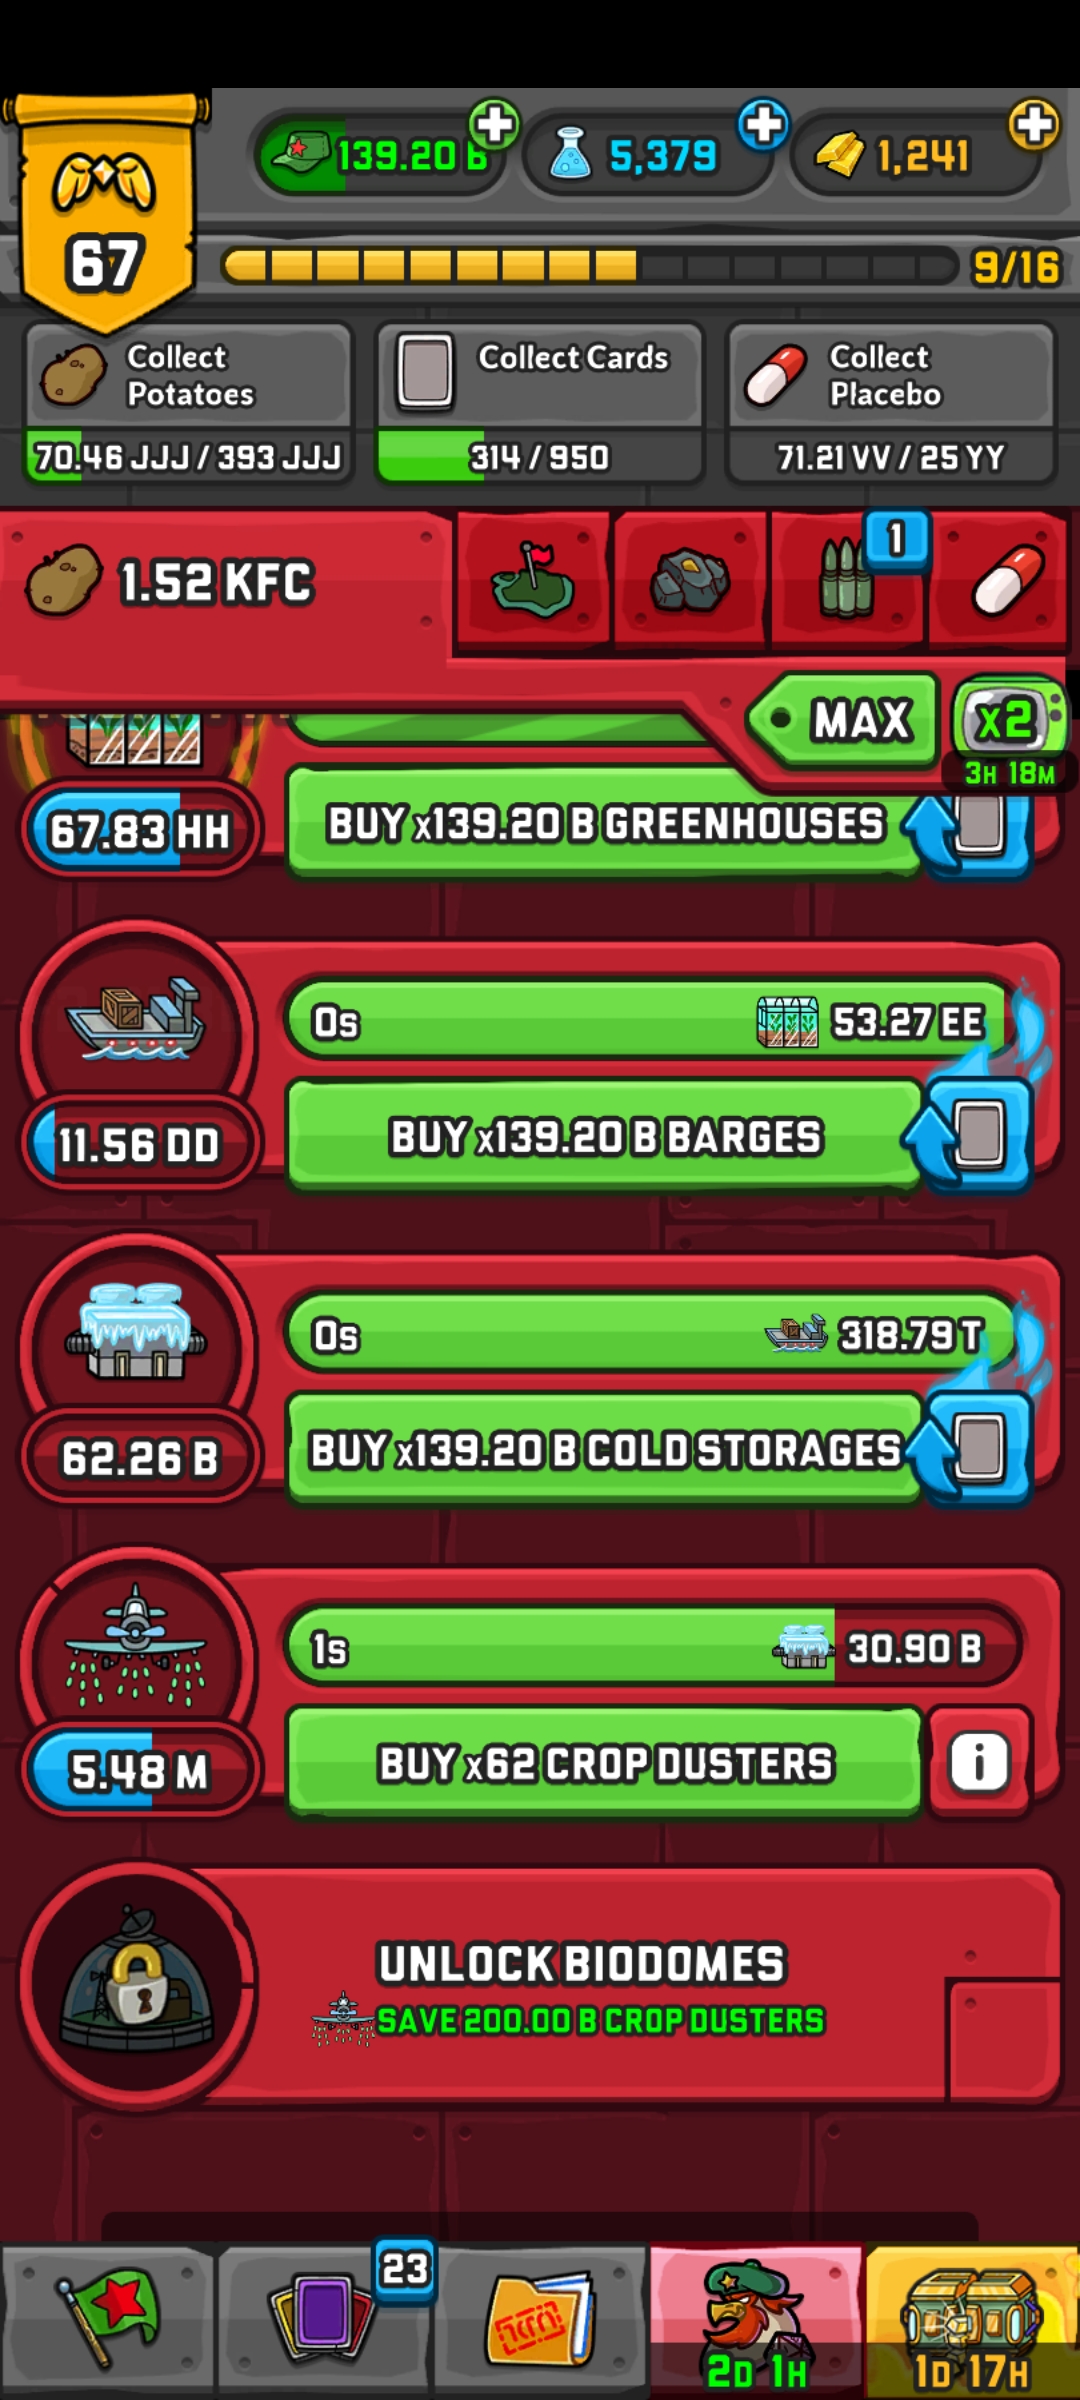 139.20 B
5,379
1,241
67
9/16
Collect
Potatoes
70.46 JJJ / 393 JJJ
Collect Cards
314 / 950
Collect
Placebo
71.21 VV / 25 YY
1.52 KFC
1
MAX
x2
3H 18M
67.83 HH
BUY x139.20 B GREENHOUSES
0s
53.27 EE
11.56 DD
BUY x139.20 B BARGES
0s
318.79 T
62.26 B
BUY x139.20 B COLD STORAGES
1s
30.90 B
5.48 M
BUY x62 CROP DUSTERS
i
UNLOCK BIODOMES
SAVE 200.00 B CROP DUSTERS
23
2D 1H
1D 17H